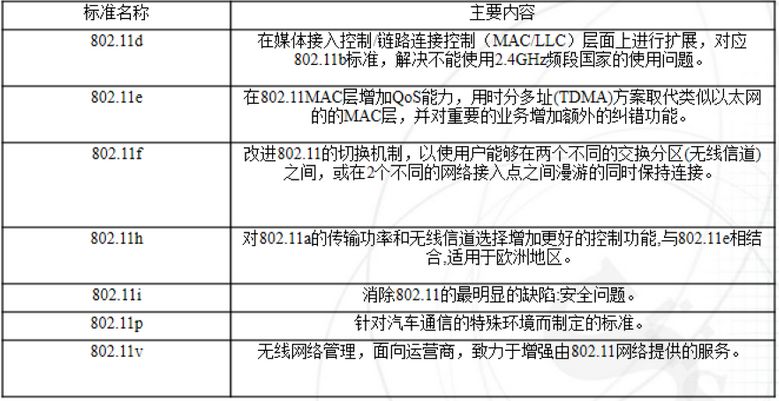 标准名称 主要内容
802.11d 在媒体接入控制/链路连接控制（MAC/LLC）层面上进行扩展，对应
802.11b标准，解决不能使用2.4GHz频段国家的使用问题。
802.11e 在802.11MAC层增加QoS能力，用时分多址(TDMA)方案取代类似以太网
的的MAC层，并对重要的业务增加额外的纠错功能。
802.11f 改进802.11的切换机制，以使用户能够在两个不同的交换分区(无线信道)
之间，或在2个不同的网络接入点之间漫游的同时保持连接。
802.11h 对802.11a的传输功率和无线信道选择增加更好的控制功能,与802.11e相结
合,适用于欧洲地区。
802.11i 消除802.11的最明显的缺陷:安全问题。
802.11p 针对汽车通信的特殊环境而制定的标准。
802.11v 无线网络管理，面向运营商，致力于增强由802.11网络提供的服务。